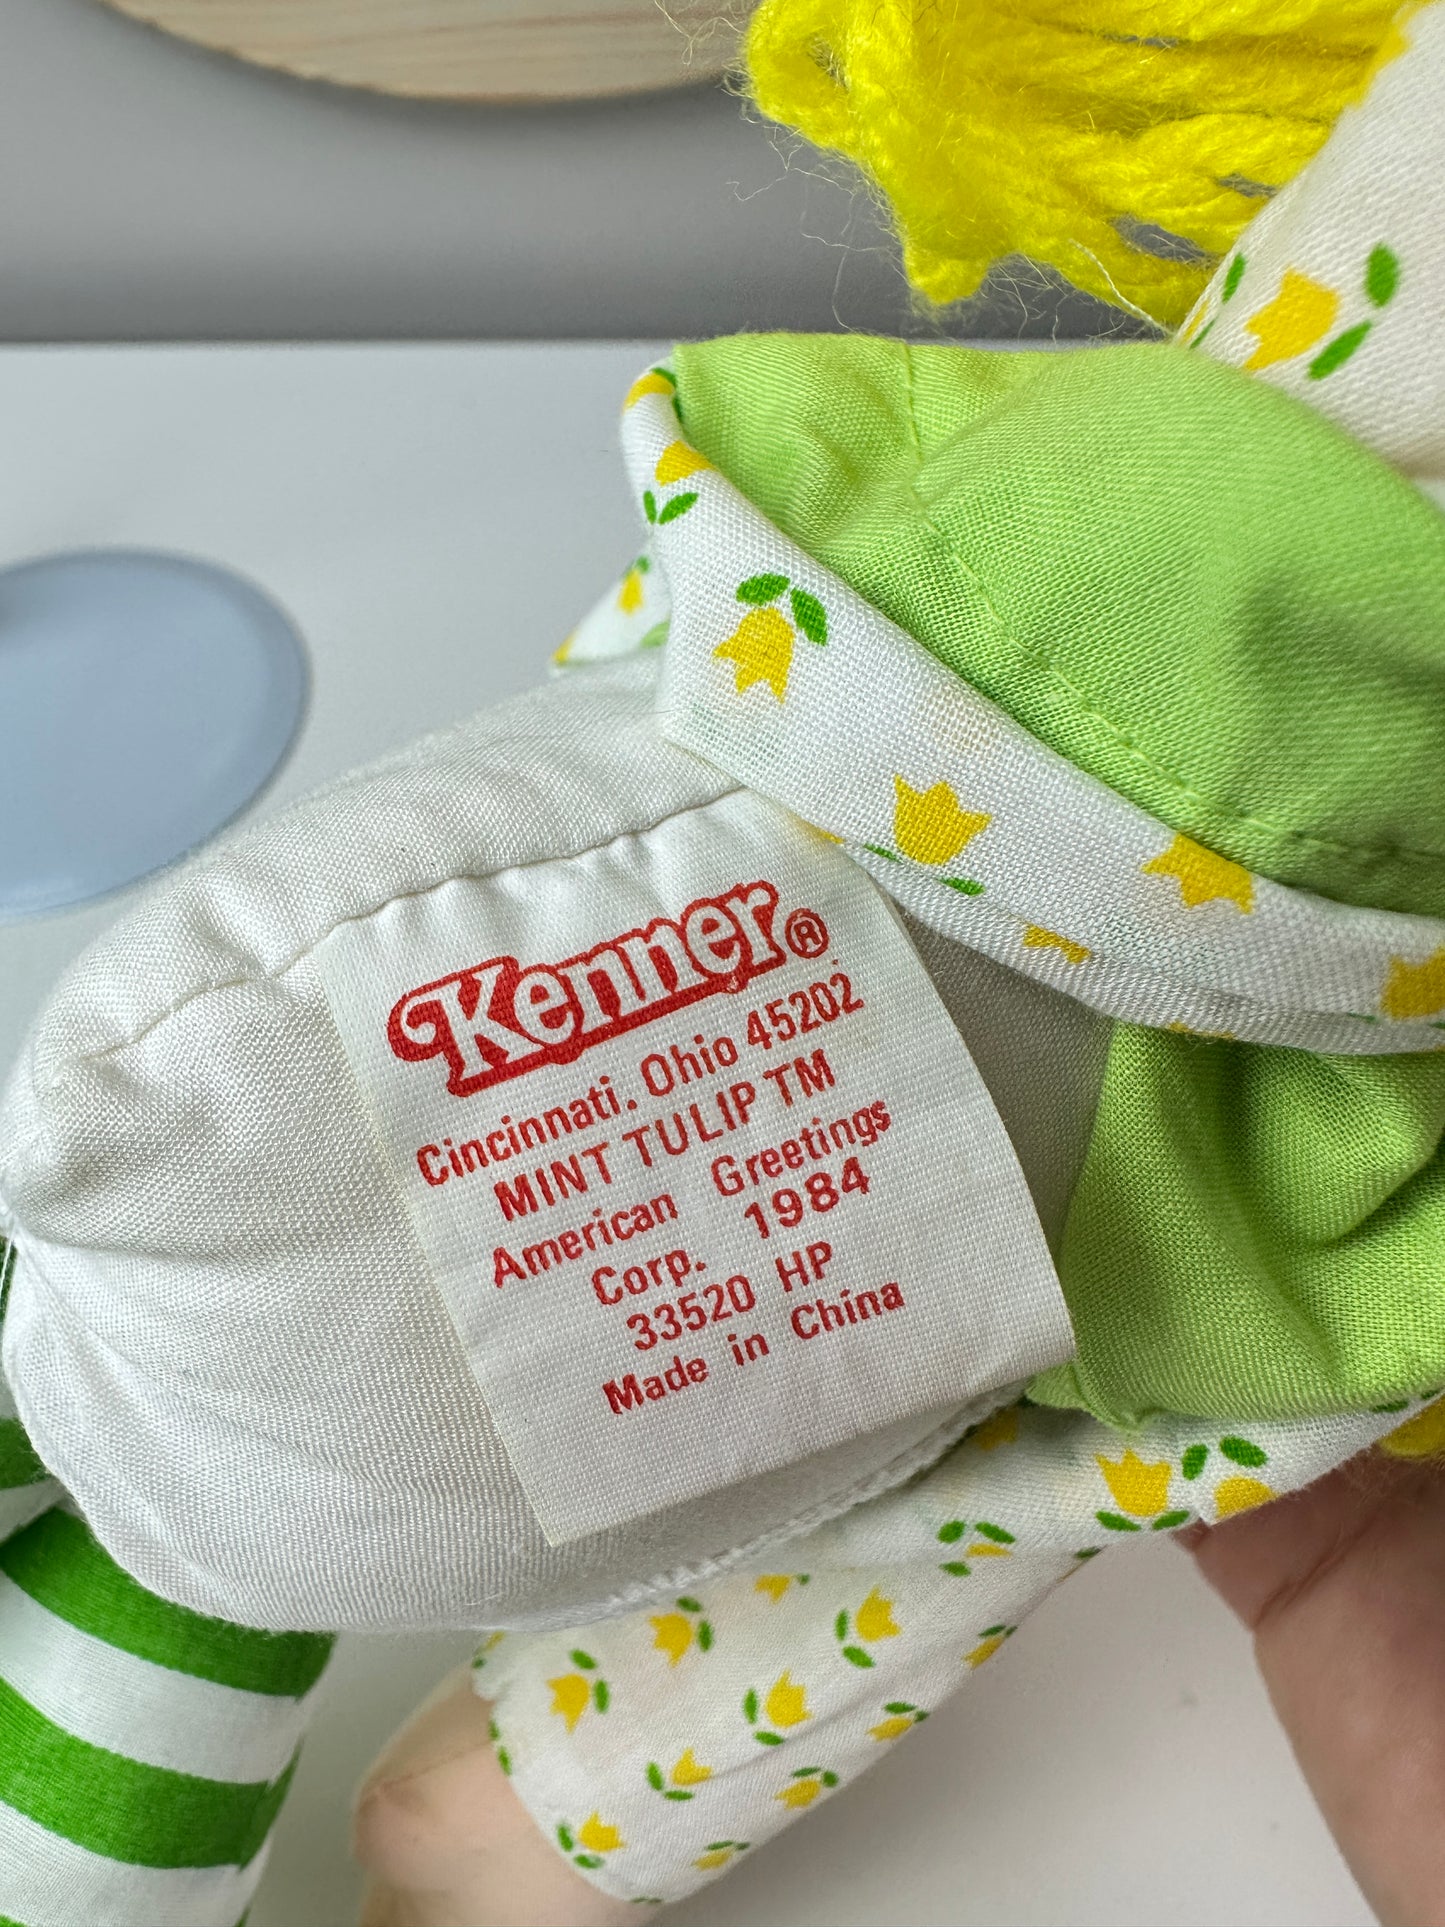 Kenner®
Cincinnati. Ohio 45202
MINT TULIP TM
American Greetings
Corp. 1984
33520 HP
Made in China